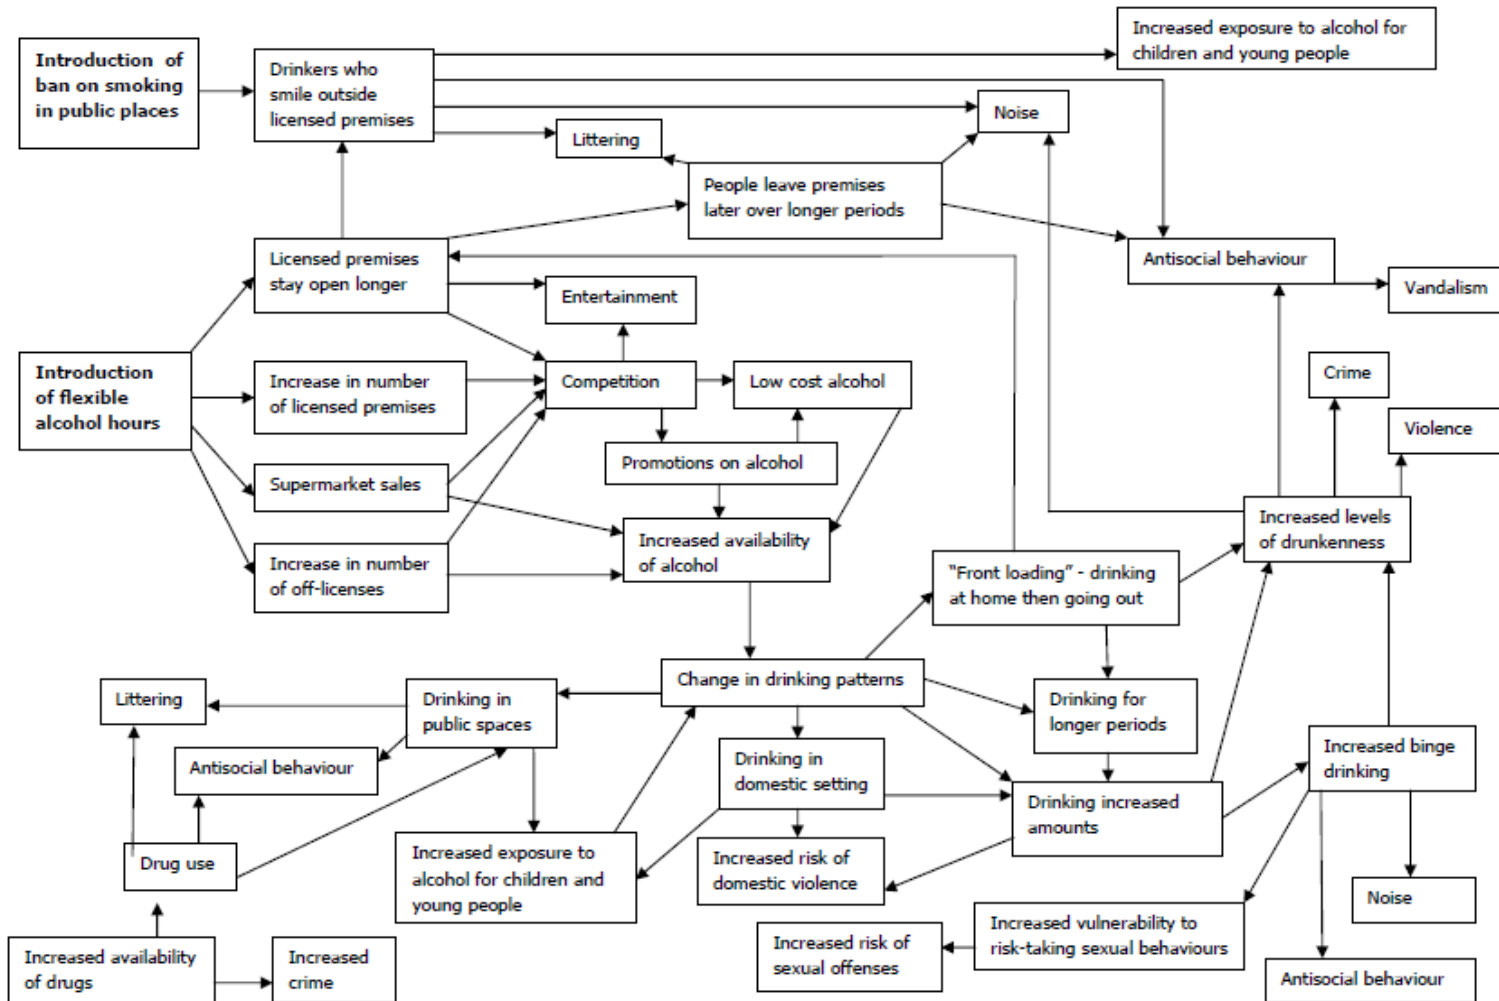 Increased exposure to alcohol for
children and young people
Introduction of
ban on smoking
in public places
Drinkers who
smile outside
licensed premises
Noise
Littering
People leave premises
later over longer periods
Licensed premises
stay open longer
Antisocial behaviour
Vandalism
Entertainment
Introduction
of flexible
alcohol hours
Increase in number
of licensed premises
Competition
Low cost alcohol
Crime
Violence
Promotions on alcohol
Supermarket sales
Increased availability
of alcohol
Increased levels
of drunkenness
Increase in number
of off-licenses
"Front loading" - drinking
at home then going out
Change in drinking patterns
Littering
Drinking in
public spaces
Drinking for
longer periods
Antisocial behaviour
Drinking in
domestic setting
Increased binge
drinking
Drinking increased
amounts
Drug use
Increased exposure to
alcohol for children and
young people
Increased risk of
domestic violence
Noise
Increased vulnerability to
risk-taking sexual behaviours
Increased risk of
sexual offenses
Increased availability
of drugs
Increased
crime
Antisocial behaviour